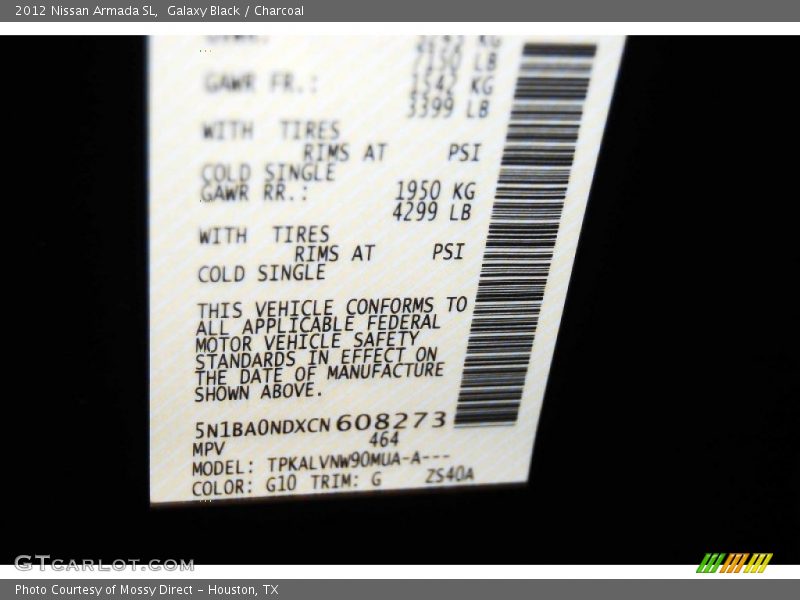 2012 Nissan Armada SL,  Galaxy Black / Charcoal
7150 LB
GAWR FR.: 1542 KG
3399 LB
WITH TIRES
RIMS AT PSI
COLD SINGLE
GAWR RR.: 1950 KG
4299 LB
WITH TIRES
RIMS AT PSI
COLD SINGLE
THIS VEHICLE CONFORMS TO
ALL APPLICABLE FEDERAL
MOTOR VEHICLE SAFETY
STANDARDS IN EFFECT ON
THE DATE OF MANUFACTURE
SHOWN ABOVE.
5N1BA0NDXCN608273
MPV 464
MODEL: TPKALVNW90MUA-A---
COLOR: G10 TRIM: G ZS40A
GTCARLOT.COM
Photo Courtesy of Mossy Direct - Houston, TX